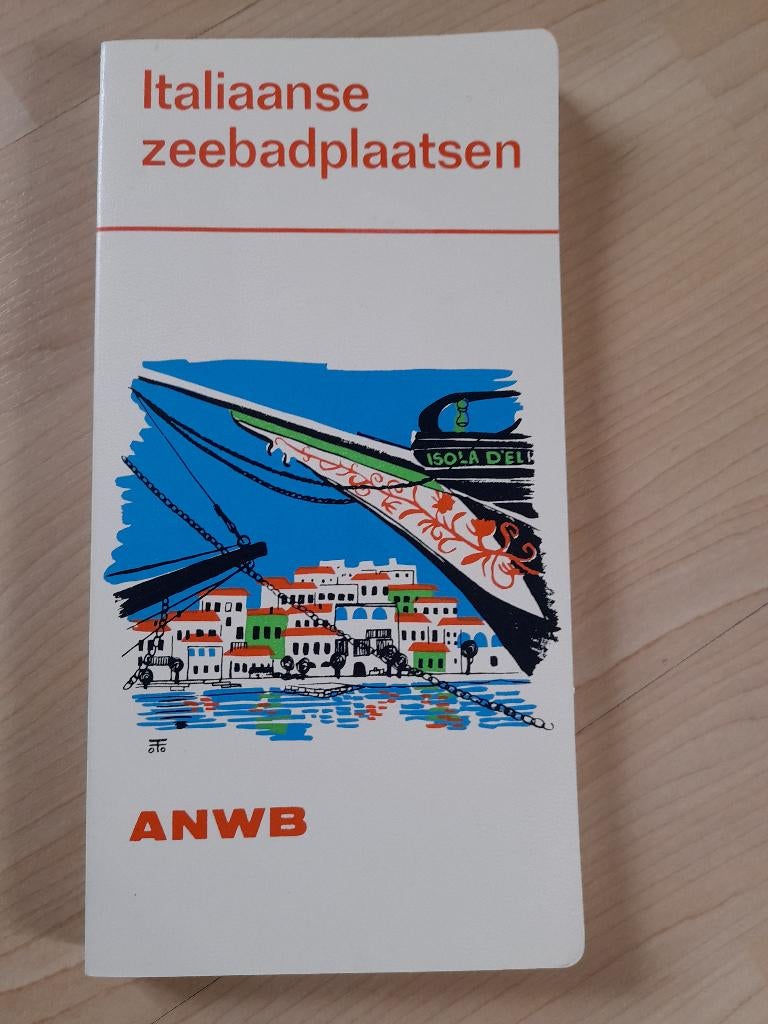 Italiaanse
zeebadplaatsen
ISOLA D'EL
ANWB